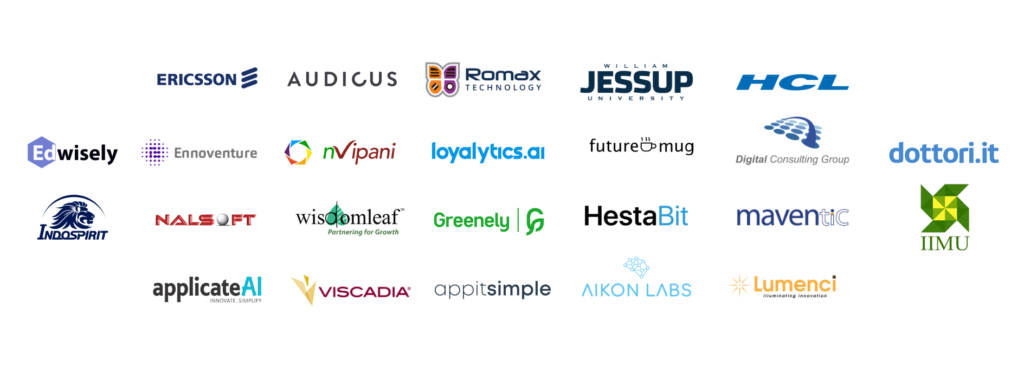 ERICSSON
AUDICUS
Romax
TECHNOLOGY
WILLIAM
JESSUP
UNIVERSITY
HCL
Edwisely
Ennoventure
nVipani
loyalytics.ai
future mug
Digital Consulting Group
dottori.it
INDOSPIRIT
NALSOFT
wisdomleaf™
Partnering for Growth
Greenely
HestaBit
maventic
IIMU
applicateAI
INNOVATE.SIMPLIFY
VISCADIA®
appitsimple
AIKON LABS
Lumenci
illuminating innovation